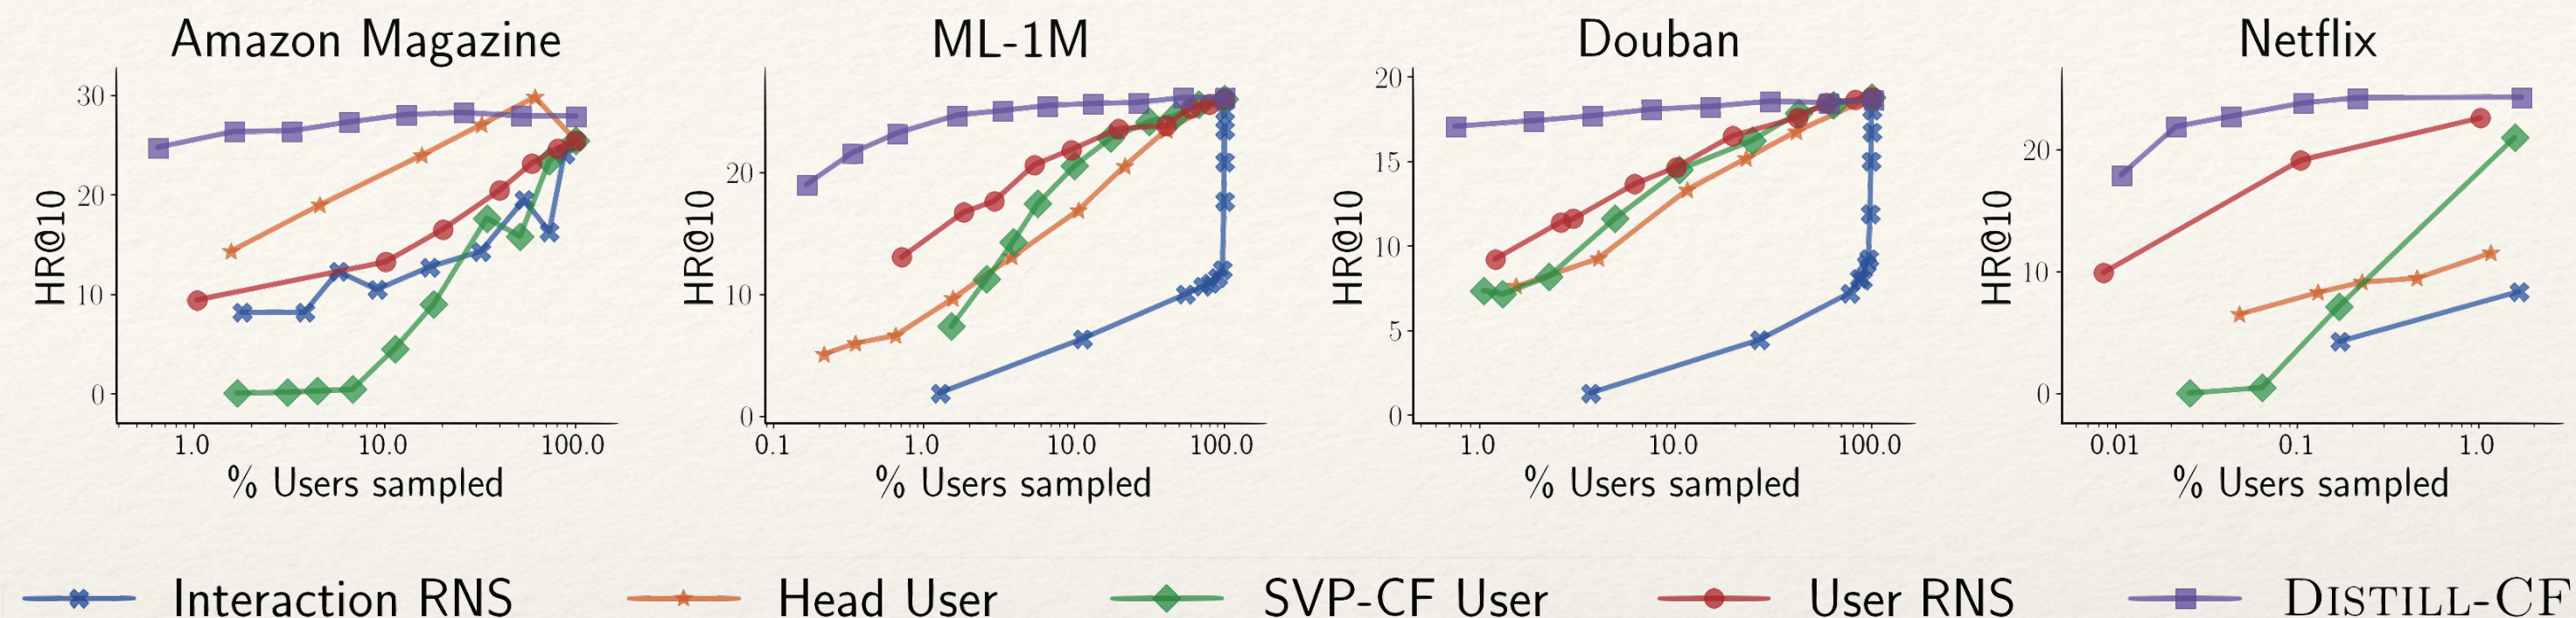 Amazon Magazine
HR@10
30
20
10
0
1.0 10.0 100.0
% Users sampled
ML-1M
HR@10
20
10
0
0.1 1.0 10.0 100.0
% Users sampled
Douban
HR@10
20
15
10
5
0
1.0 10.0 100.0
% Users sampled
Netflix
HR@10
20
10
0
0.01 0.1 1.0
% Users sampled
Interaction RNS Head User SVP-CF User User RNS DISTILL-CF